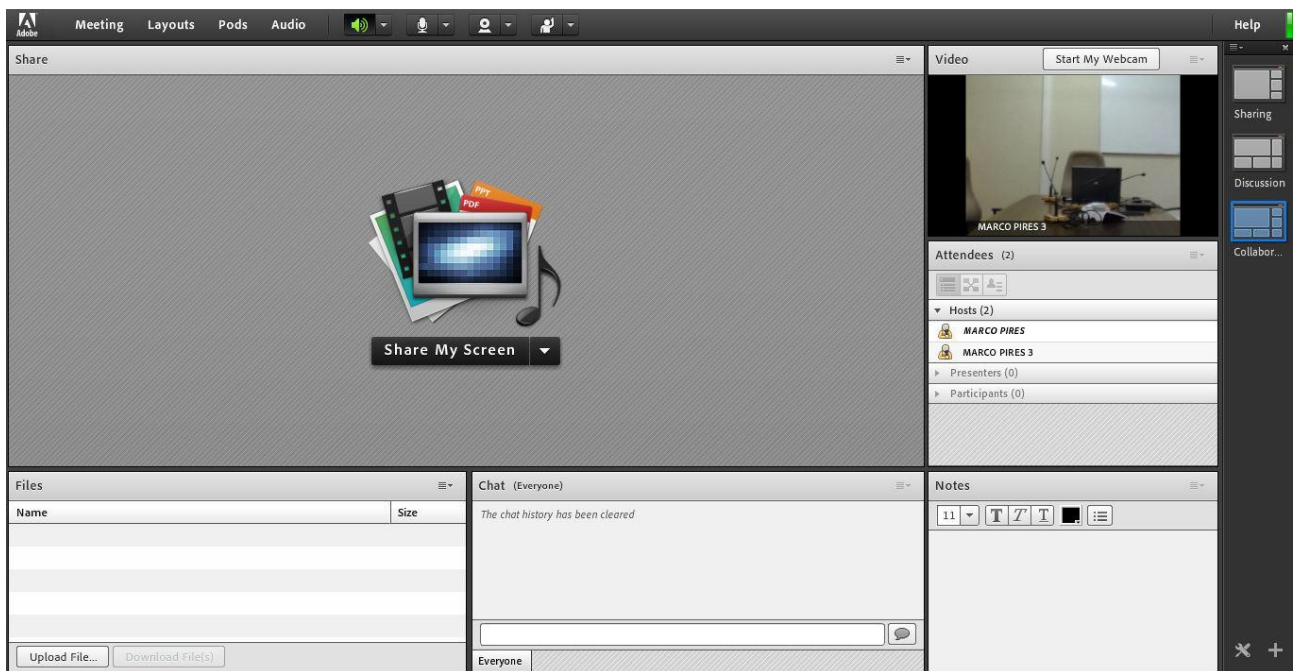 Adobe
Meeting Layouts Pods Audio Help
Share
PPT
PDF
Share My Screen
Video Start My Webcam
MARCO PIRES 3
Attendees (2)
Hosts (2)
MARCO PIRES
MARCO PIRES 3
Presenters (0)
Participants (0)
Sharing
Discussion
Collabor...
Files
Name Size
Upload File... Download File(s)
Chat (Everyone)
The chat history has been cleared
Everyone
Notes
11 T T T